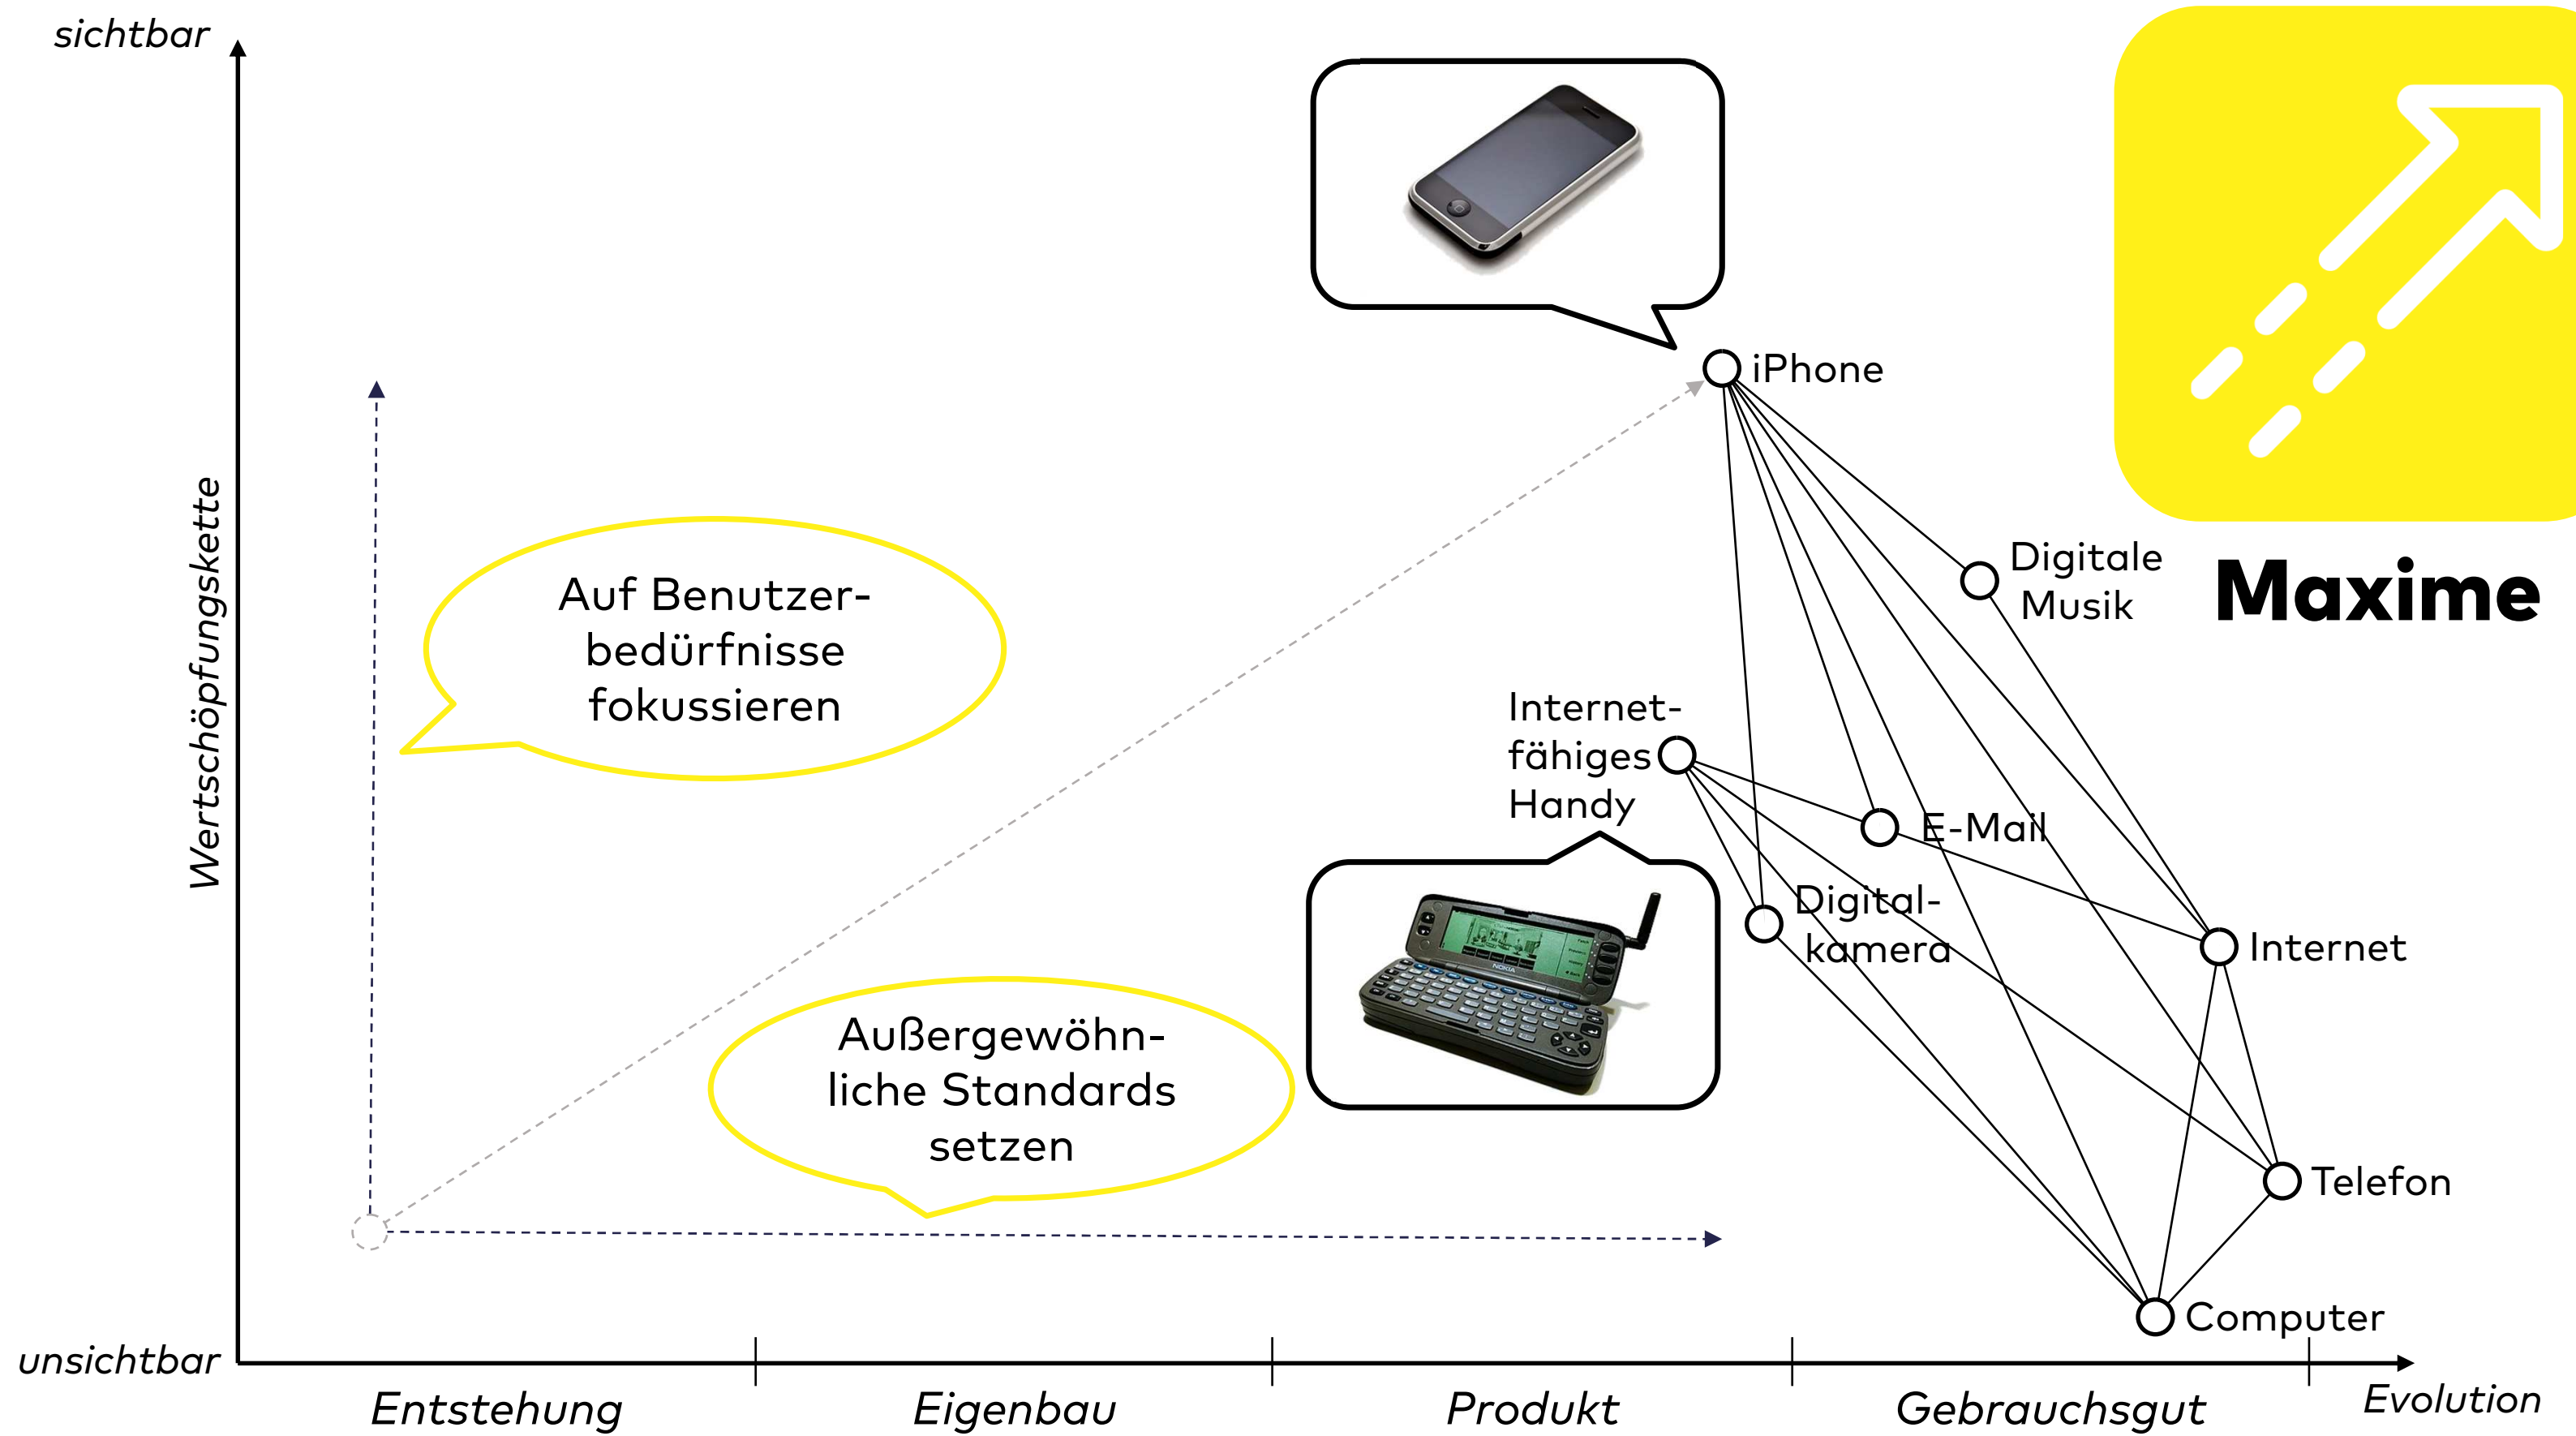 sichtbar
iPhone
Digitale
Musik
Maxime
Wertschöpfungskette
Auf Benutzer-
bedürfnisse
fokussieren
Internet-
fähiges
Handy
E-Mail
Digital-
kamera
Internet
NOKIA
Außergewöhn-
liche Standards
setzen
Telefon
Computer
unsichtbar
Entstehung
Eigenbau
Produkt
Gebrauchsgut
Evolution